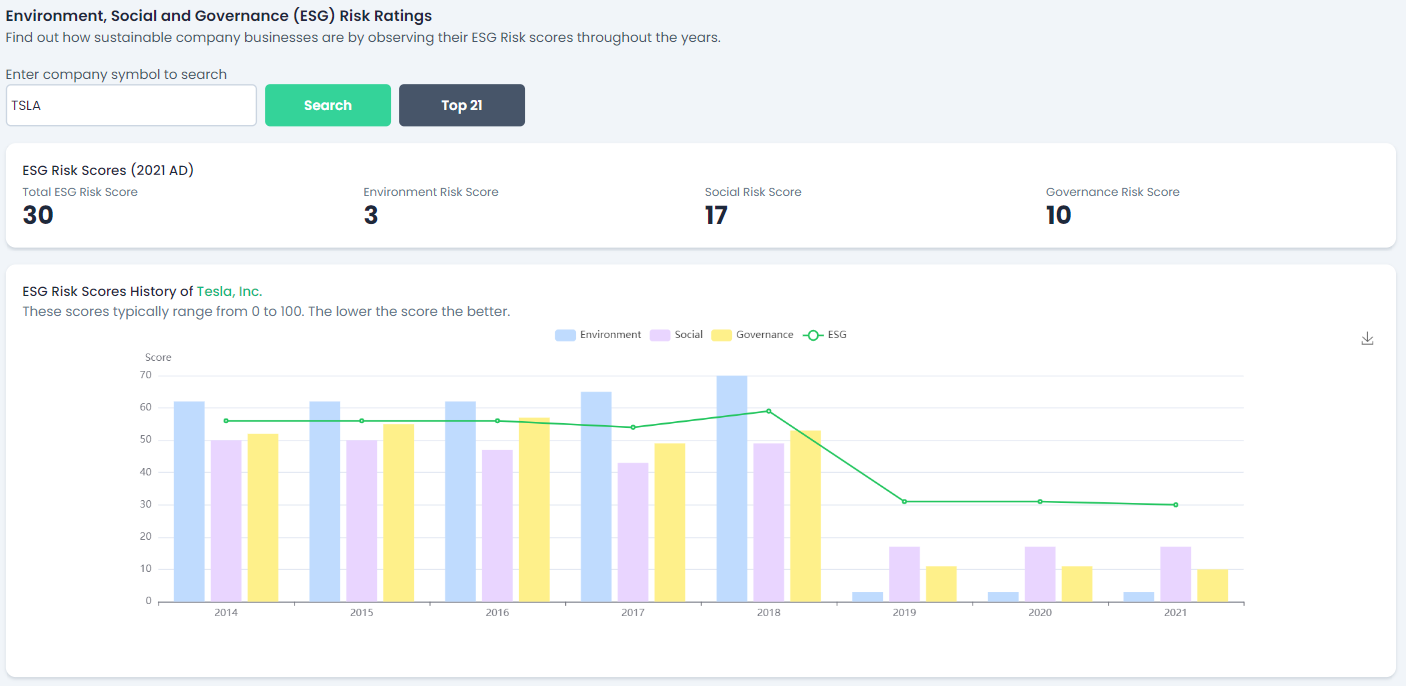 Environment, Social and Governance (ESG) Risk Ratings
Find out how sustainable company businesses are by observing their ESG Risk scores throughout the years.
Enter company symbol to search
TSLA
Search
Top 21
ESG Risk Scores (2021 AD)
Total ESG Risk Score
30
Environment Risk Score
3
Social Risk Score
17
Governance Risk Score
10
ESG Risk Scores History of Tesla, Inc.
These scores typically range from 0 to 100. The lower the score the better.
Environment Social Governance ESG
Score
70
60
50
40
30
20
10
0
2014 2015 2016 2017 2018 2019 2020 2021